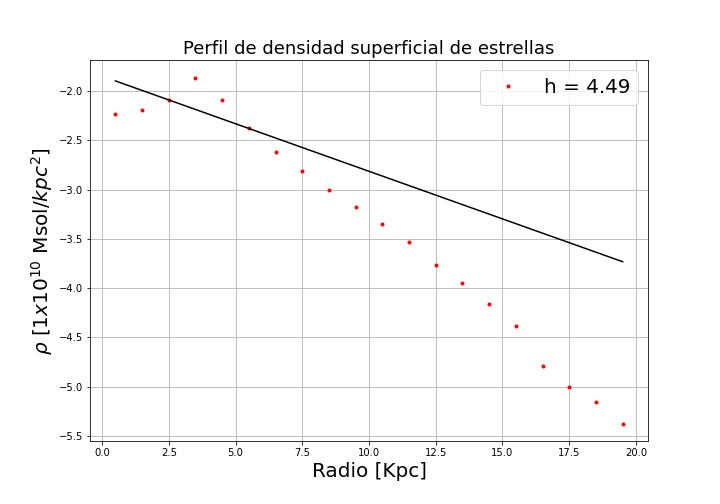 Perfil de densidad superficial de estrellas
h = 4.49
ρ [1x10¹⁰ Msol/kpc²]
−2.0
−2.5
−3.0
−3.5
−4.0
−4.5
−5.0
−5.5
0.0 2.5 5.0 7.5 10.0 12.5 15.0 17.5 20.0
Radio [Kpc]